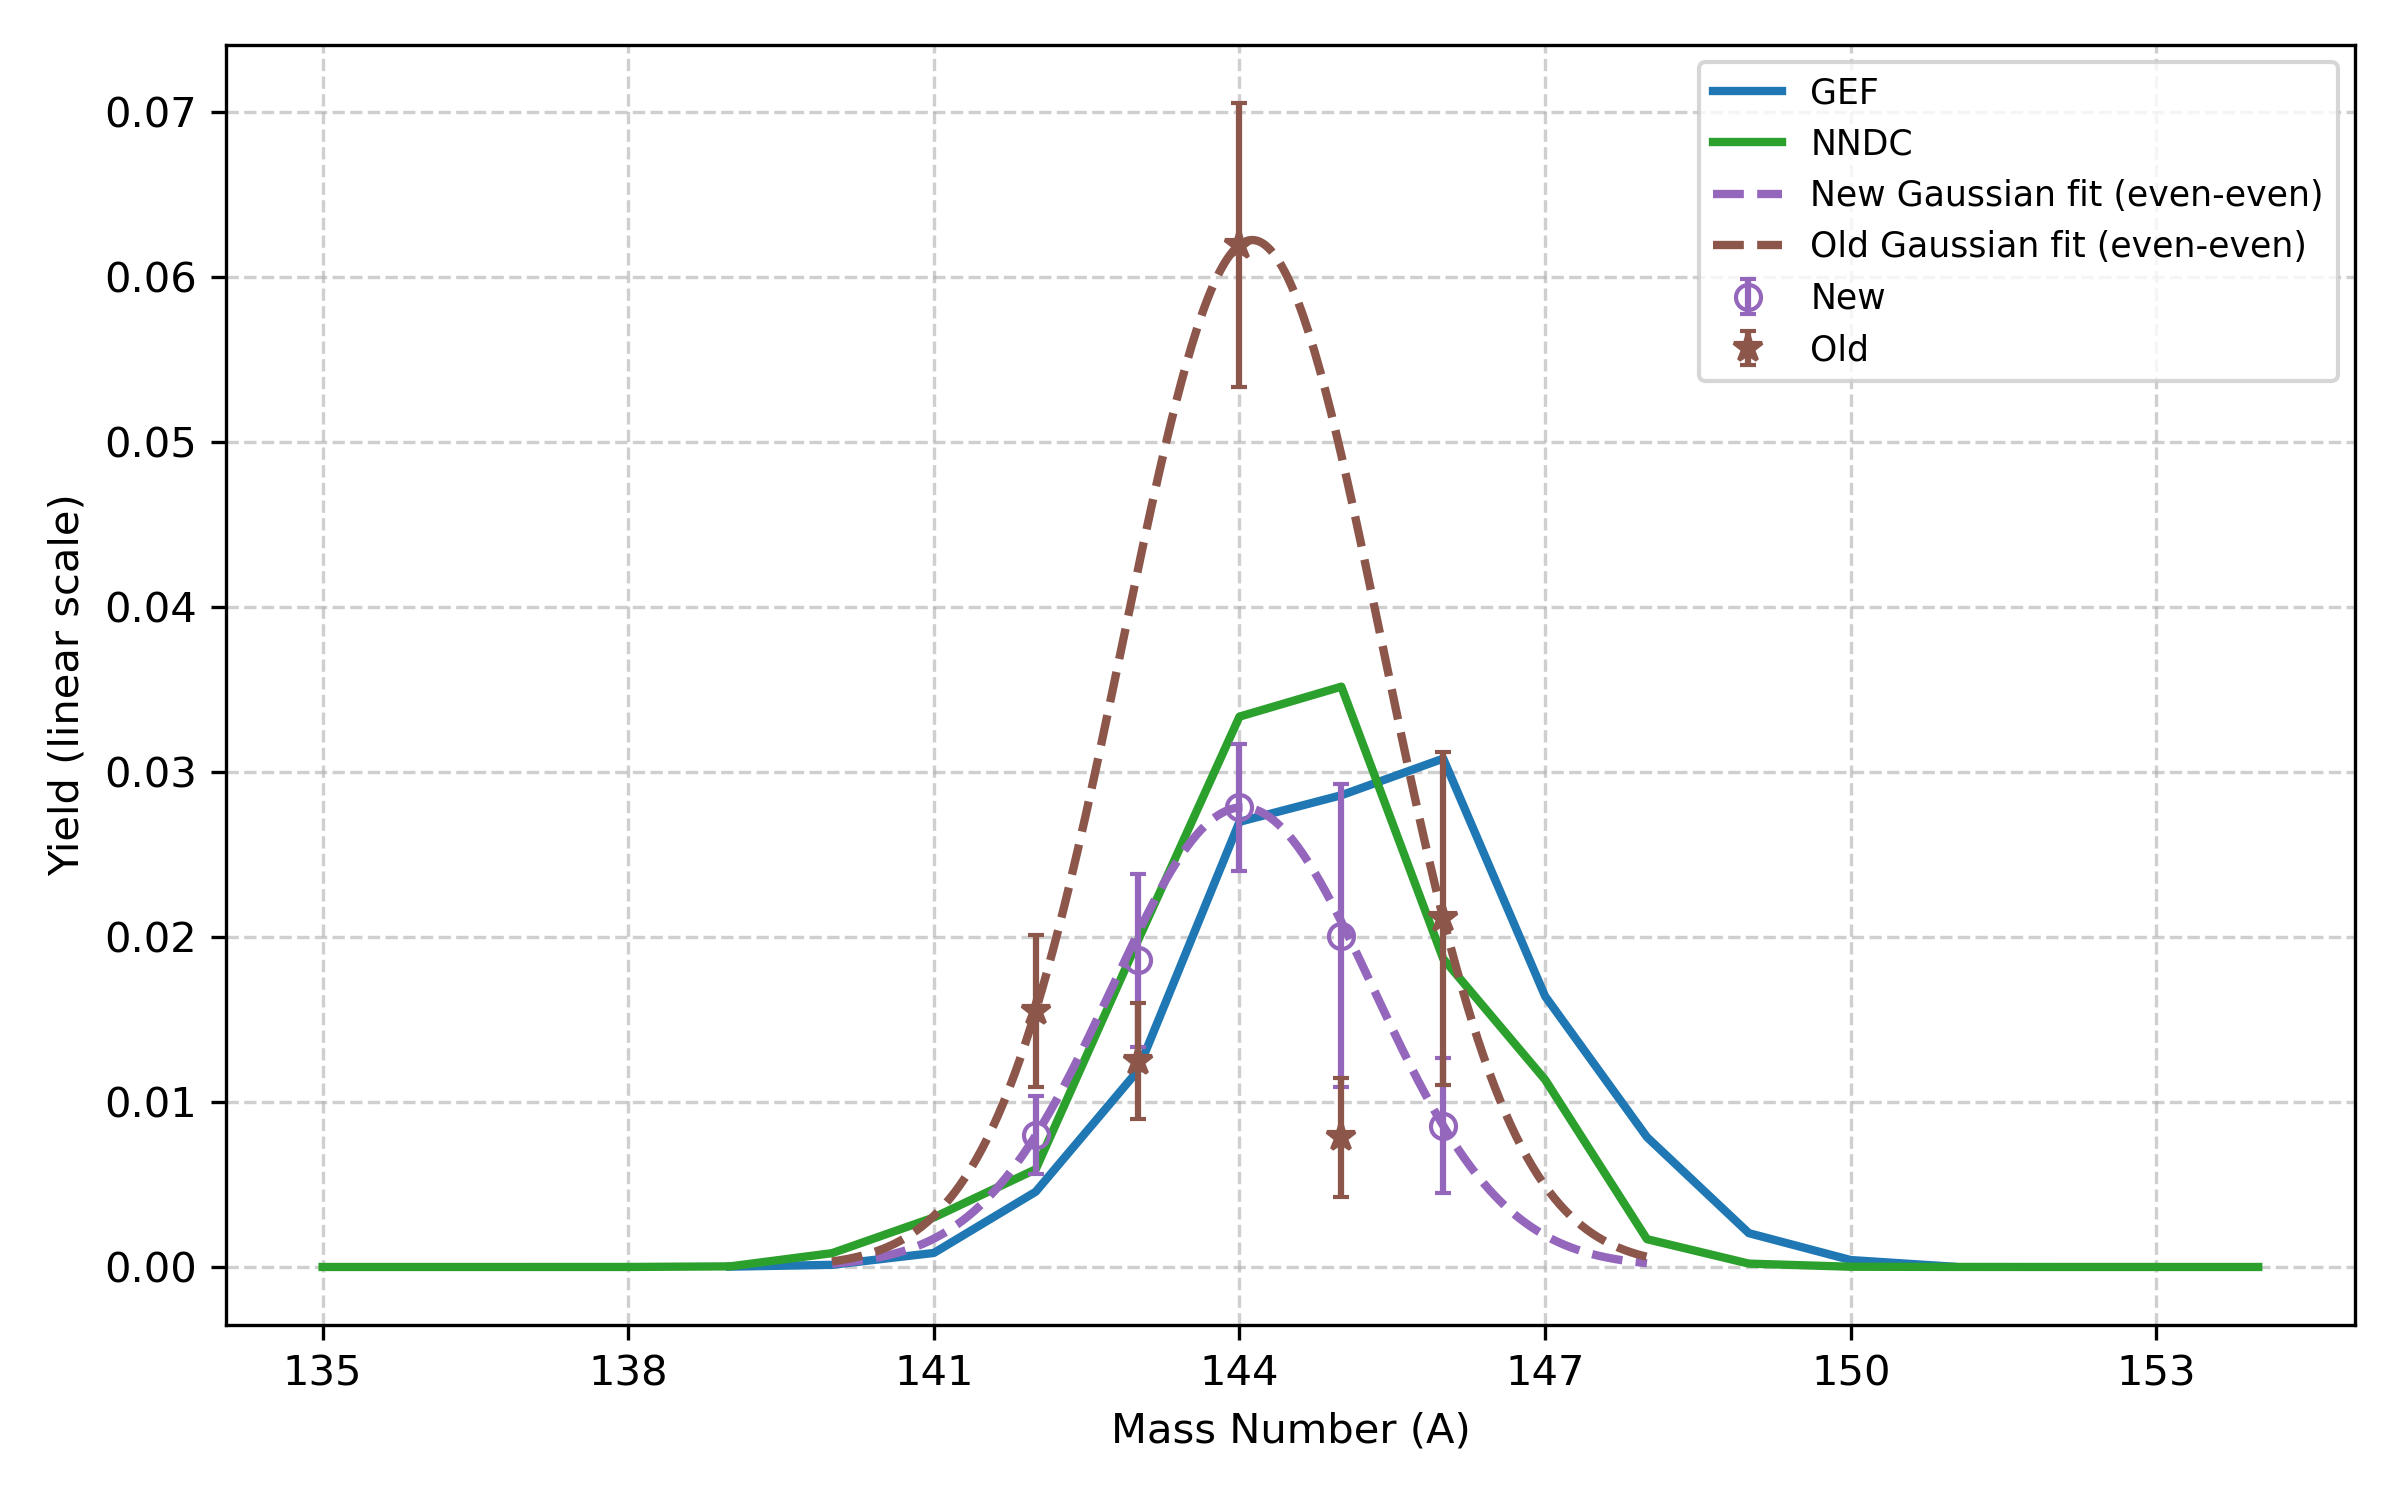 0.07
0.06
0.05
0.04
0.03
0.02
0.01
0.00
Yield (linear scale)
GEF
NNDC
New Gaussian fit (even-even)
Old Gaussian fit (even-even)
New
Old
135 138 141 144 147 150 153
Mass Number (A)